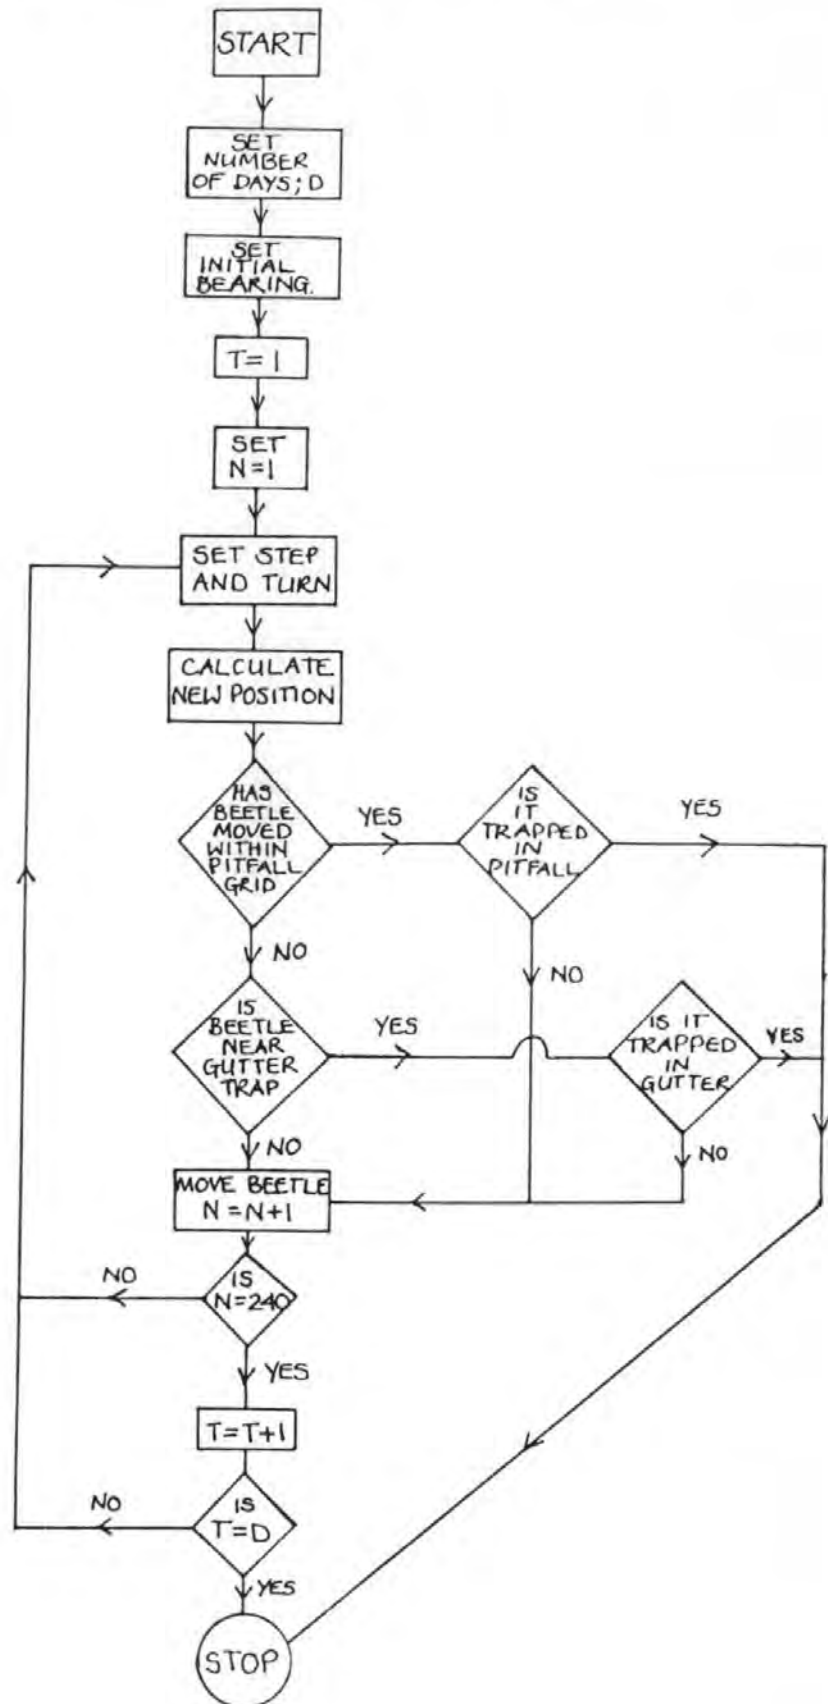 START
SET
NUMBER
OF DAYS; D
SET
INITIAL
BEARING.
T= 1
SET
N=1
SET STEP
AND TURN
CALCULATE
NEW POSITION
HAS
BEETLE
MOVED
WITHIN
PITFALL
GRID
YES
IS
IT
TRAPPED
IN
PITFALL
YES
NO
NO
IS
BEETLE
NEAR
GUTTER
TRAP
YES
IS IT
TRAPPED
IN
GUTTER
YES
NO
NO
MOVE BEETLE
N=N+1
IS
N=240
NO
YES
T=T+1
IS
T=D
NO
YES
STOP